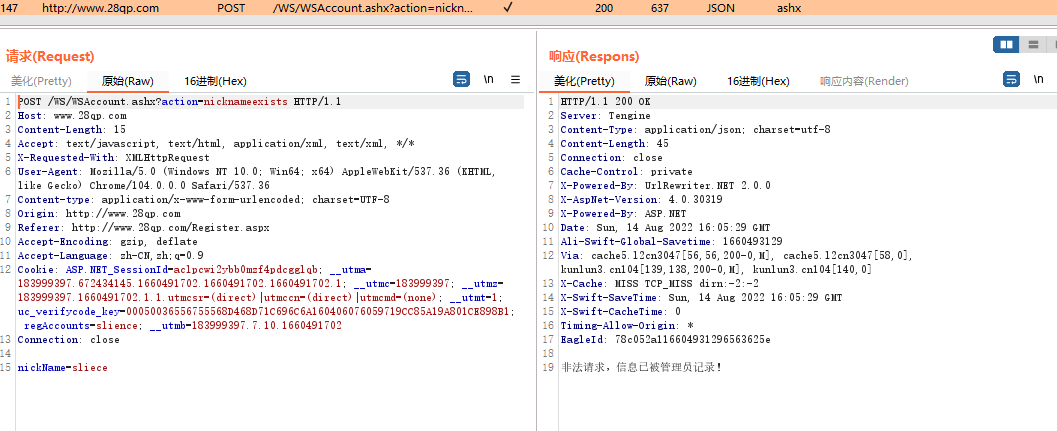 147 http://www.28qp.com POST /WS/WSAccount.ashx?action=nickn... ✓ 200 637 JSON ashx
请求(Request)
美化(Pretty) 原始(Raw) 16进制(Hex) \n
1 POST /WS/WSAccount.ashx?action=nicknameexists HTTP/1.1
2 Host: www.28qp.com
3 Content-Length: 15
4 Accept: text/javascript, text/html, application/xml, text/xml, */*
5 X-Requested-With: XMLHttpRequest
6 User-Agent: Mozilla/5.0 (Windows NT 10.0; Win64; x64) AppleWebKit/537.36 (KHTML,
like Gecko) Chrome/104.0.0.0 Safari/537.36
7 Content-type: application/x-www-form-urlencoded; charset=UTF-8
8 Origin: http://www.28qp.com
9 Referer: http://www.28qp.com/Register.aspx
10 Accept-Encoding: gzip, deflate
11 Accept-Language: zh-CN,zh;q=0.9
12 Cookie: ASP.NET_SessionId=aclpcwi2ybb0mzf4pdcgglqb; __utma=
183999397.672434145.1660491702.1660491702.1660491702.1; __utmc=183999397; __utmz=
183999397.1660491702.1.1.utmcsr=(direct)|utmccn=(direct)|utmcmd=(none); __utmt=1;
uc_verifycode_key=00050036556755568D468D71C696C6A160406076059719CC85A19A801CE898B1;
regAccounts=slience; __utmb=183999397.7.10.1660491702
13 Connection: close
14
15 nickName=sliece
响应(Respons)
美化(Pretty) 原始(Raw) 16进制(Hex) 响应内容(Render) \n
1 HTTP/1.1 200 OK
2 Server: Tengine
3 Content-Type: application/json; charset=utf-8
4 Content-Length: 45
5 Connection: close
6 Cache-Control: private
7 X-Powered-By: UrlRewriter.NET 2.0.0
8 X-AspNet-Version: 4.0.30319
9 X-Powered-By: ASP.NET
10 Date: Sun, 14 Aug 2022 16:05:29 GMT
11 Ali-Swift-Global-Savetime: 1660493129
12 Via: cache5.l2cn3047[56,56,200-0,M], cache5.l2cn3047[58,0],
kunlun3.cn104[139,138,200-0,M], kunlun3.cn104[140,0]
13 X-Cache: MISS TCP_MISS dirn:-2:-2
14 X-Swift-SaveTime: Sun, 14 Aug 2022 16:05:29 GMT
15 X-Swift-CacheTime: 0
16 Timing-Allow-Origin: *
17 EagleId: 78c052a116604931296563625e
18
19 非法请求，信息已被管理员记录！